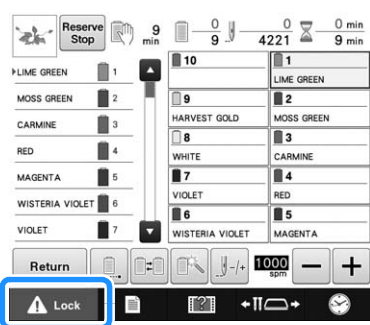 Reserve
Stop
9
min
0
9
0
4221
0 min
9 min
LIME GREEN 1
MOSS GREEN 2
CARMINE 3
RED 4
MAGENTA 5
WISTERIA VIOLET 6
VIOLET 7
10
1
LIME GREEN
9
HARVEST GOLD
2
MOSS GREEN
8
WHITE
3
CARMINE
7
VIOLET
4
RED
6
WISTERIA VIOLET
5
MAGENTA
Return
-/+
1000
spm
− +
Lock
?